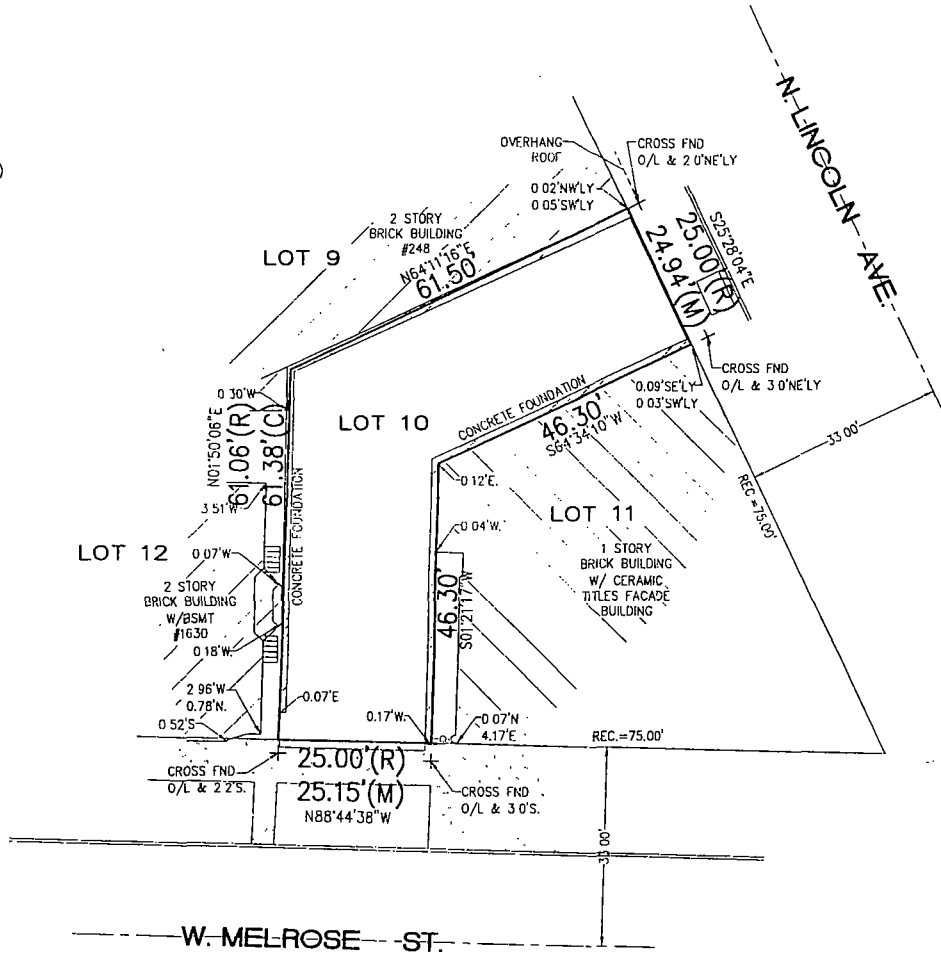 N. LINCOLN AVE.
OVERHANG
ROOF
CROSS FND
O/L & 2 0'NE'LY
0 02'NW'LY
0 05'SW'LY
S25°28'04"E
25.00'(R)
24.94'(M)
2 STORY
BRICK BUILDING
#248
LOT 9
N64°11'16"E
61.50'
CROSS FND
O/L & 3 0'NE'LY
0.09'SE'LY
0 03'SW'LY
CONCRETE FOUNDATION
46.30'
S64°34'10"W
33 00'
REC =75.00'
0 30'W
LOT 10
N01°50'06"E
61.06'(R)
61.38'(C)
CONCRETE FOUNDATION
0 12'E.
3 51'W
0 04'W.
LOT 11
1 STORY
BRICK BUILDING
W/ CERAMIC
TITLES FACADE
BUILDING
LOT 12
0 07'W
2 STORY
BRICK BUILDING
W/BSMT
#1630
0 18'W.
46.30'
S01°21'17"W
2 96'W
0.78'N.
0.07'E
0 52'S
0.17'W.
0 07'N
4.17'E
REC.=75.00'
CROSS FND
O/L & 2 2'S.
25.00'(R)
25.15'(M)
N88°44'38"W
CROSS FND
O/L & 3 0'S.
33 00'
W. MELROSE ST.